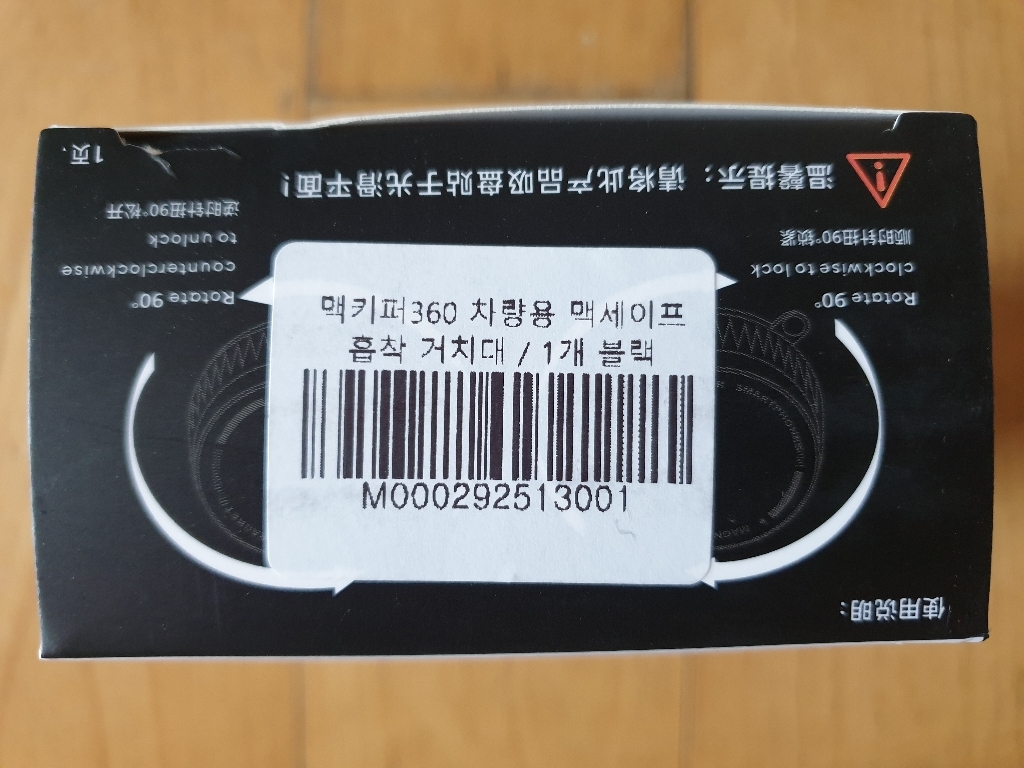 맥키퍼360 차량용 맥세이프
흡착 거치대 / 1개 블랙
M000292513001
使用说明：
Rotate 90°
clockwise to lock
顺时针扭90°锁紧
Rotate 90°
counterclockwise
to unlock
逆时针扭90°松开
温馨提示：请将此产品吸盘贴于光滑平面！
1页.